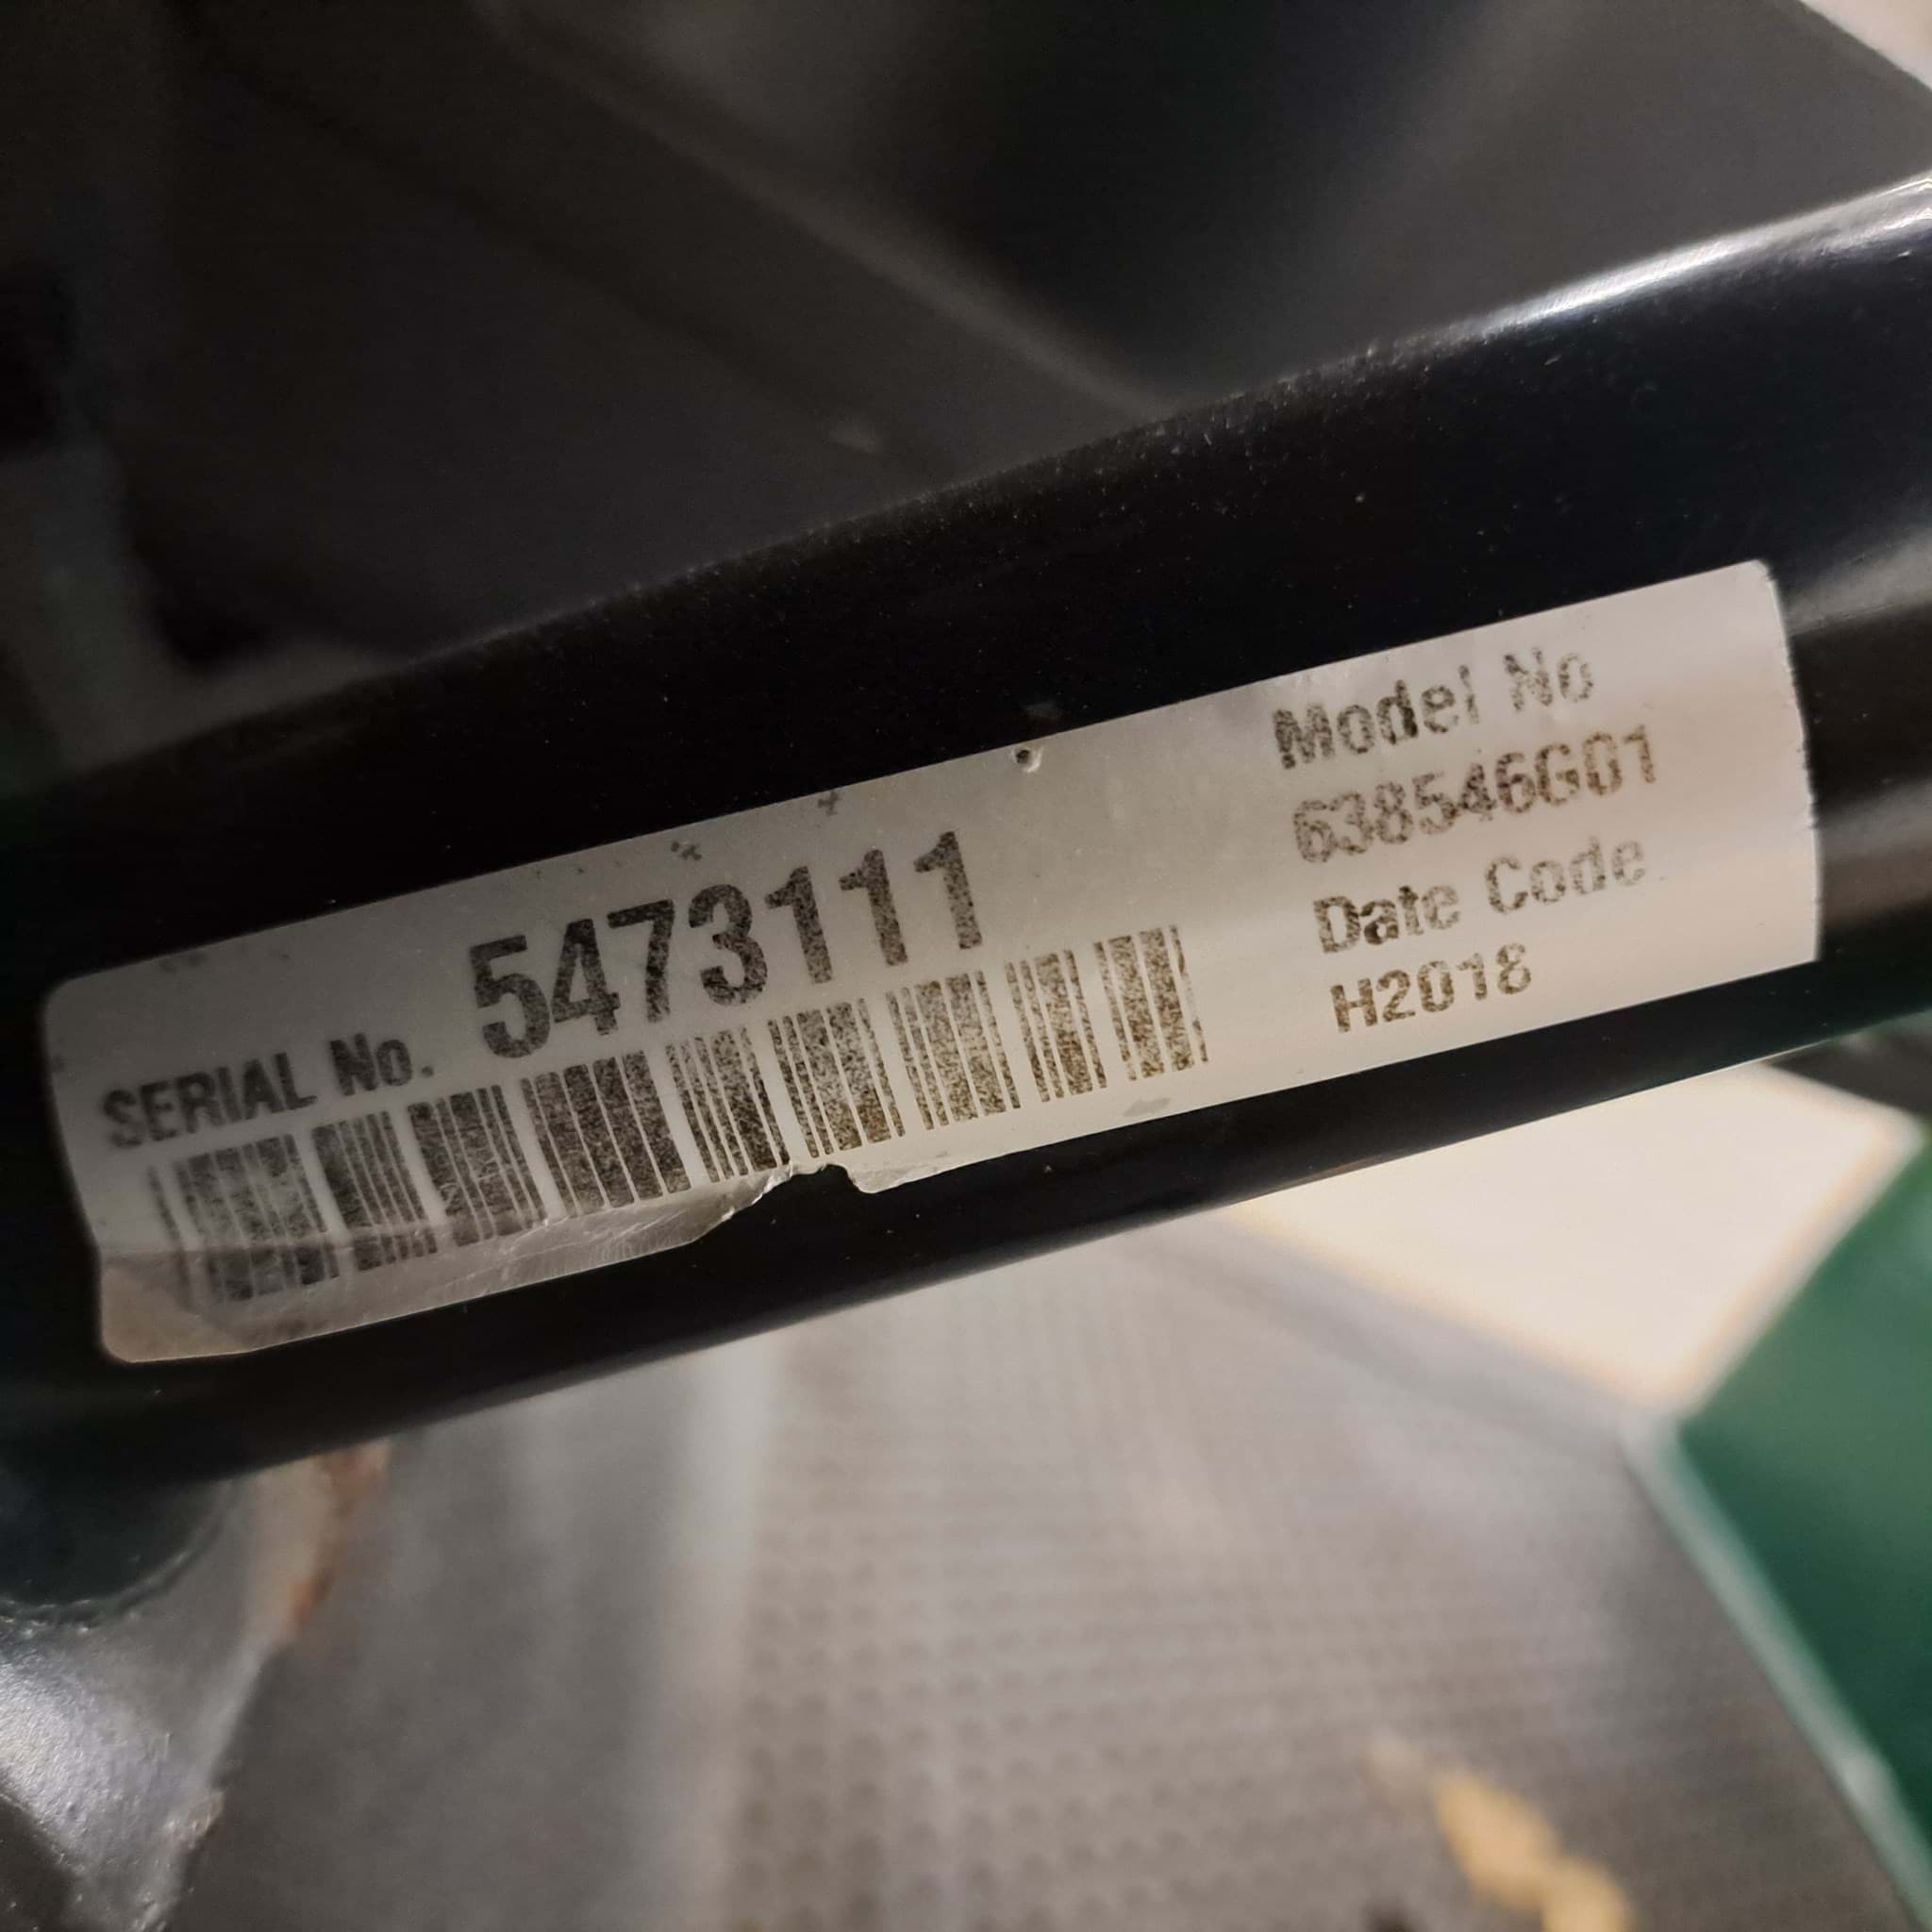 SERIAL No. 5473111
Model No
638546G01
Date Code
H2018